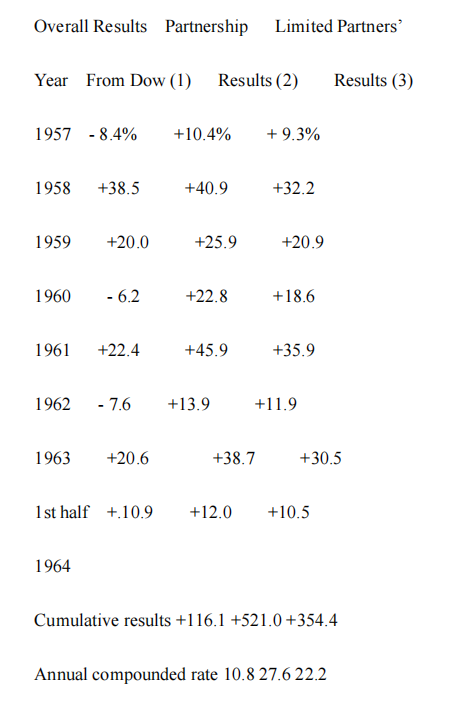 Overall Results Partnership Limited Partners’
Year From Dow (1) Results (2) Results (3)
1957 - 8.4% +10.4% + 9.3%
1958 +38.5 +40.9 +32.2
1959 +20.0 +25.9 +20.9
1960 - 6.2 +22.8 +18.6
1961 +22.4 +45.9 +35.9
1962 - 7.6 +13.9 +11.9
1963 +20.6 +38.7 +30.5
1st half +.10.9 +12.0 +10.5
1964
Cumulative results +116.1 +521.0 +354.4
Annual compounded rate 10.8 27.6 22.2